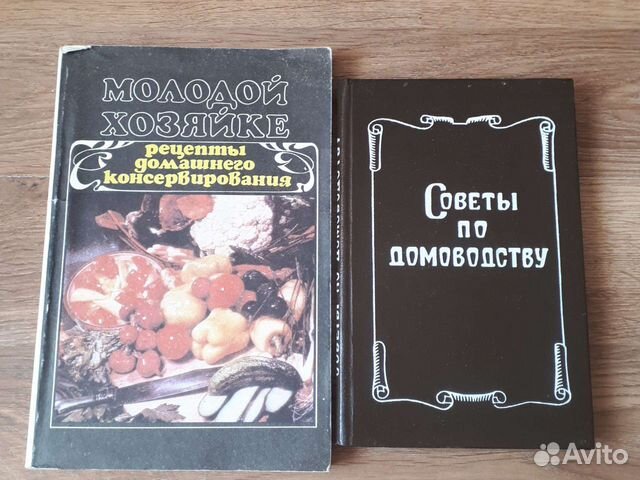 МОЛОДОЙ
ХОЗЯЙКЕ
рецепты
домашнего
консервирования
СОВЕТЫ ПО ДОМОВОДСТВУ
СОВЕТЫ
ПО
ДОМОВОДСТВУ
Avito